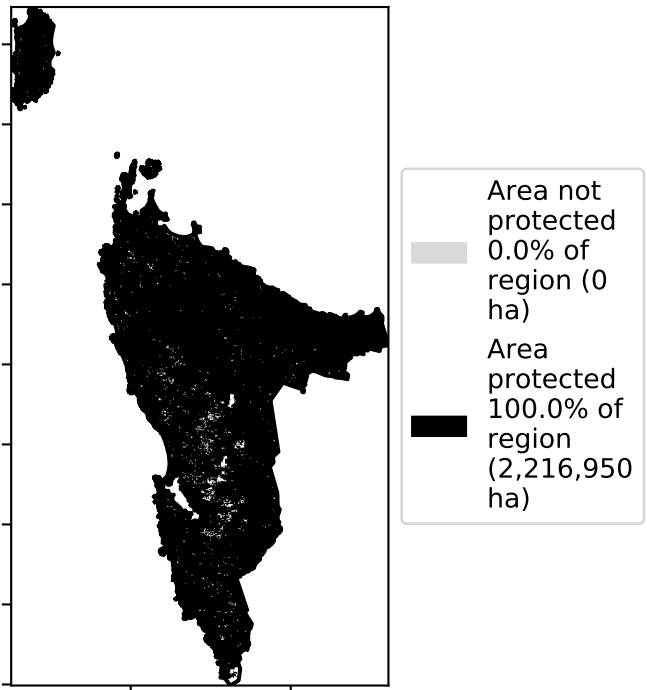 Area not
protected
0.0% of
region (0
ha)
Area
protected
100.0% of
region
(2,216,950
ha)